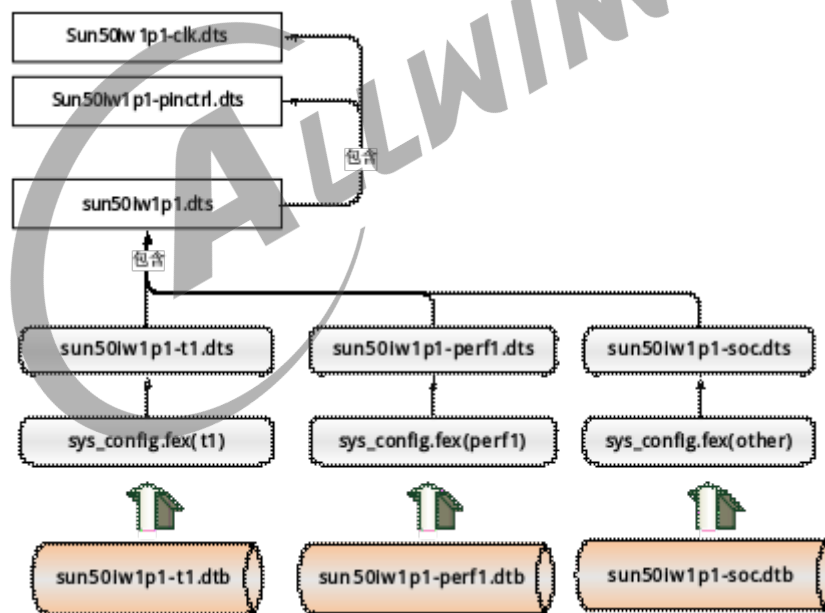 Sun50iw1p1-clk.dts
Sun50iw1p1-pinctrl.dts
包含
sun50iw1p1.dts
包含
sun50iw1p1-t1.dts
sun50iw1p1-perf1.dts
sun50iw1p1-soc.dts
sys_config.fex(t1)
sys_config.fex(perf1)
sys_config.fex(other)
sun50iw1p1-t1.dtb
sun50iw1p1-perf1.dtb
sun50iw1p1-soc.dtb
ALLWIN